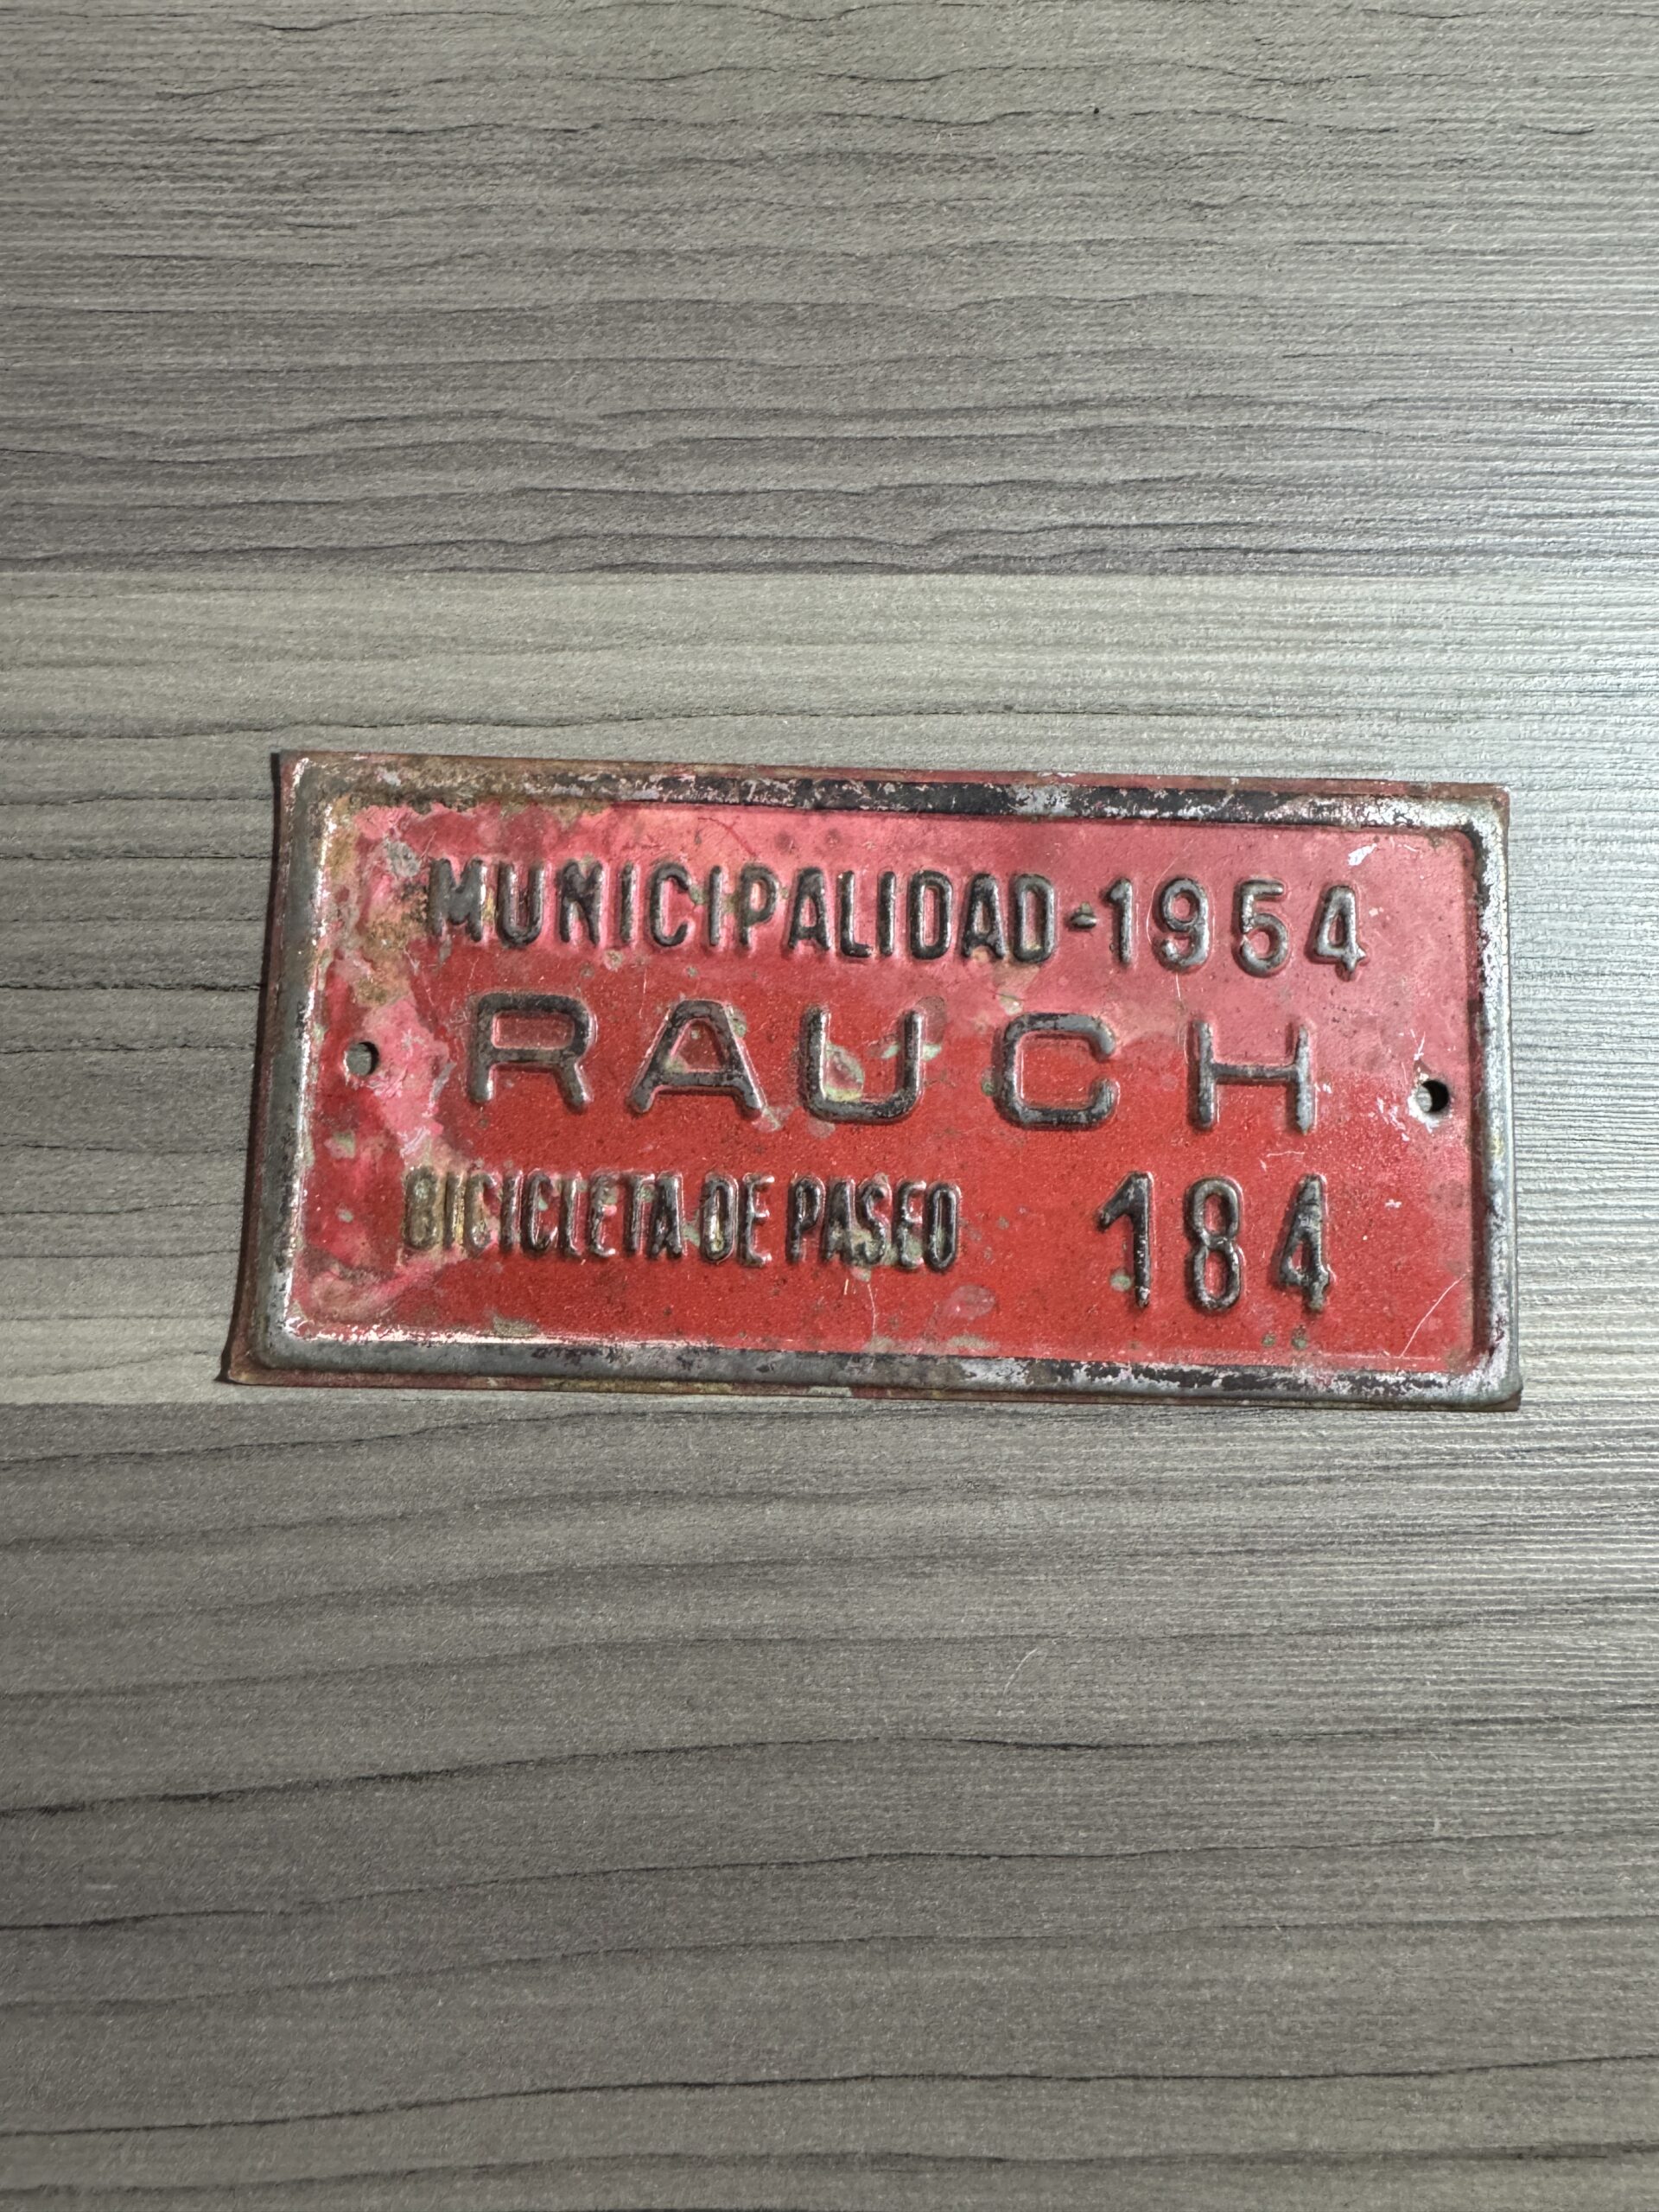 MUNICIPALIDAD-1954
RAUCH
BICICLETA DE PASEO 184